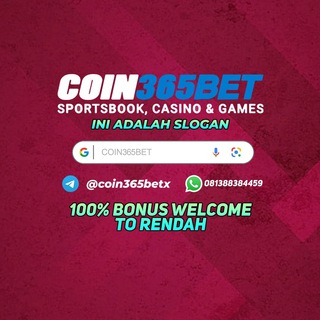 COIN365BET
SPORTSBOOK, CASINO & GAMES
INI ADALAH SLOGAN
G COIN365BET
@coin365betx 081388384459
100% BONUS WELCOME
TO RENDAH